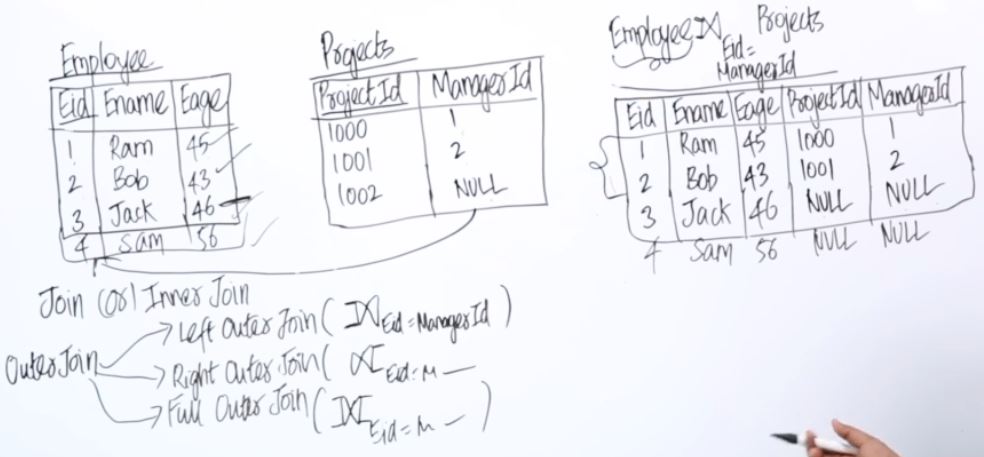 Employee
Eid Ename Eage
1 Ram 45
2 Bob 43
3 Jack 46
4 Sam 56
Projects
ProjectId ManagerId
1000 1
1001 2
1002 NULL
Employee ⟕ Projects
Eid=
ManagerId
Eid Ename Eage ProjectId ManagerId
1 Ram 45 1000 1
2 Bob 43 1001 2
3 Jack 46 NULL NULL
4 Sam 56 NULL NULL
Join (Or) Inner Join
Outer Join
Left Outer Join ( ⟕ Eid = ManagerId )
Right Outer Join ( ⟖ Eid = M —
Full Outer Join ( ⟗ Eid = M — )